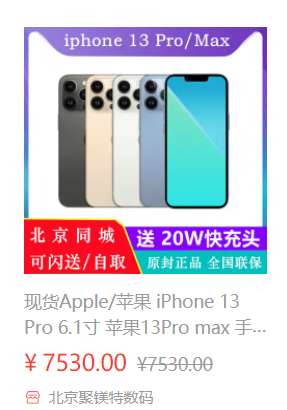 iphone 13 Pro/Max
北京同城
可闪送/自取
送 20W快充头
原封正品 全国联保
现货Apple/苹果 iPhone 13
Pro 6.1寸 苹果13Pro max 手...
¥ 7530.00 ¥7530.00
北京聚镁特数码